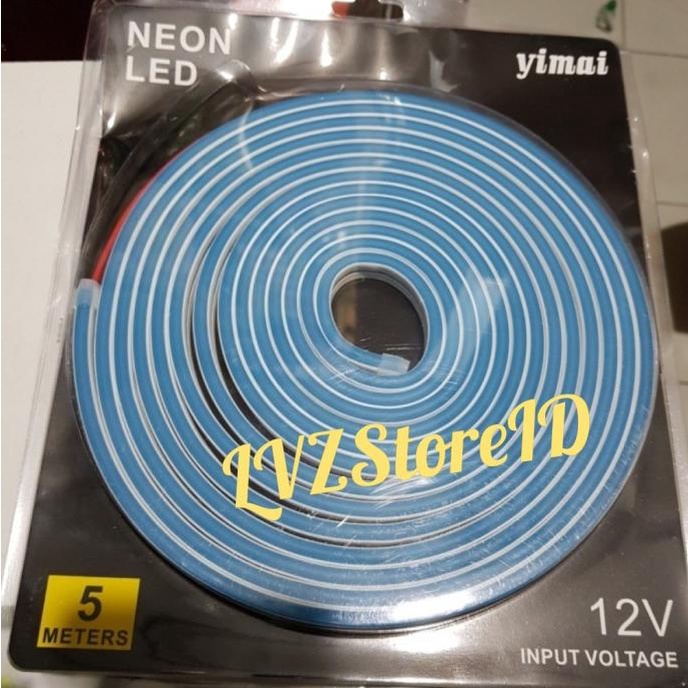 NEON
LED
yimai
LVZStoreID
5
METERS
12V
INPUT VOLTAGE